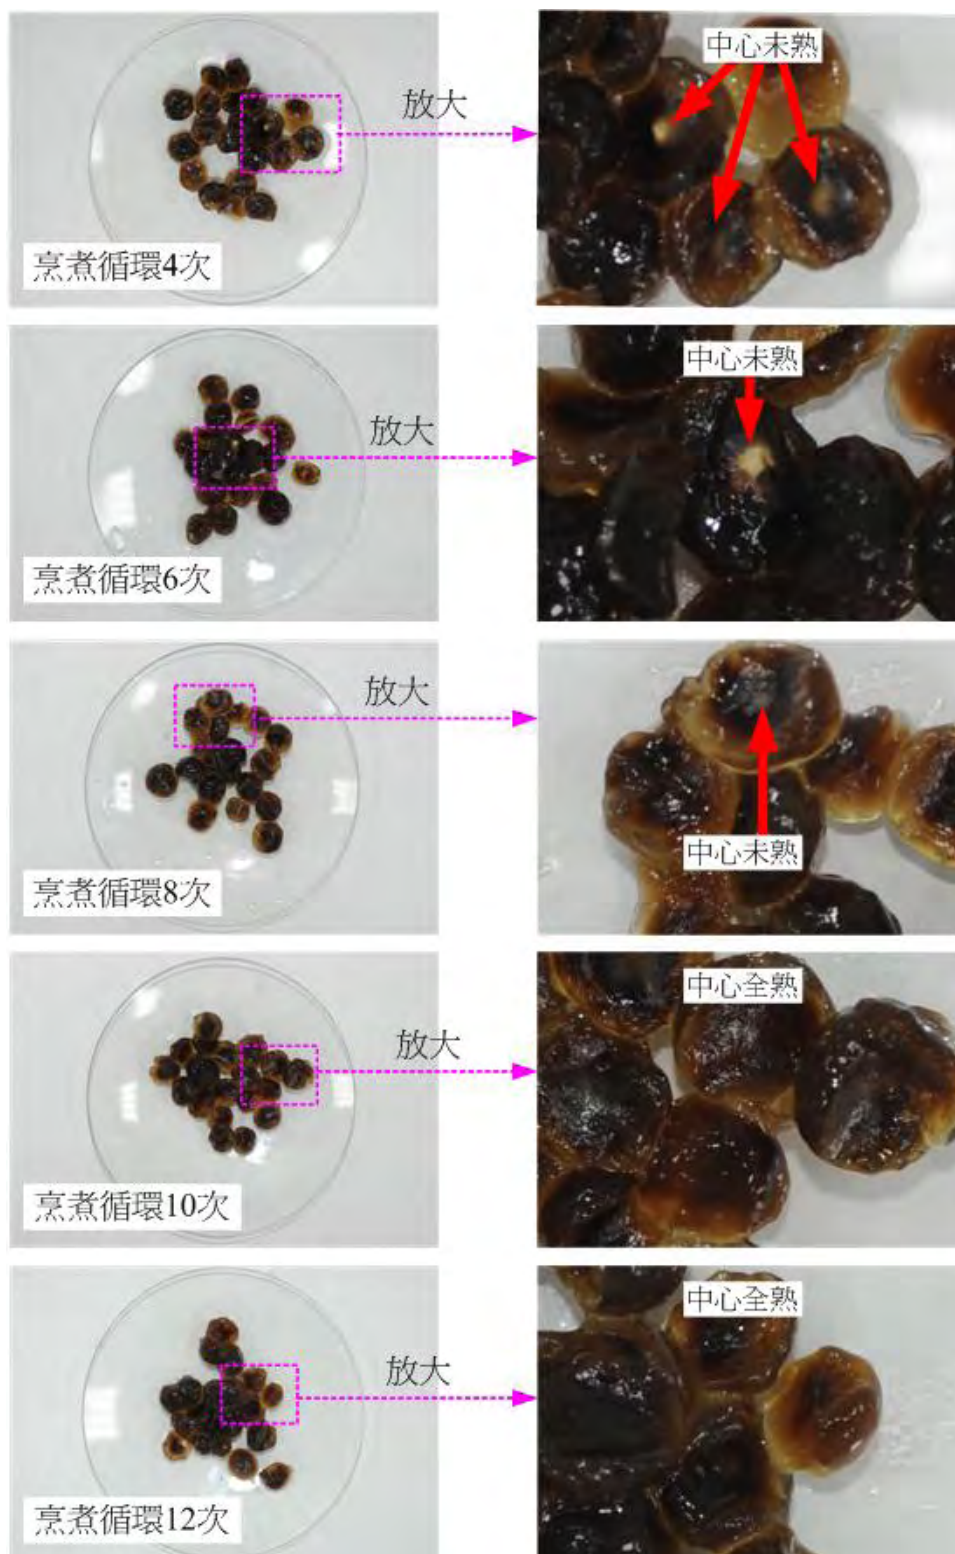 中心未熟
放大
烹煮循環4次
中心未熟
放大
烹煮循環6次
放大
中心未熟
烹煮循環8次
中心全熟
放大
烹煮循環10次
中心全熟
放大
烹煮循環12次